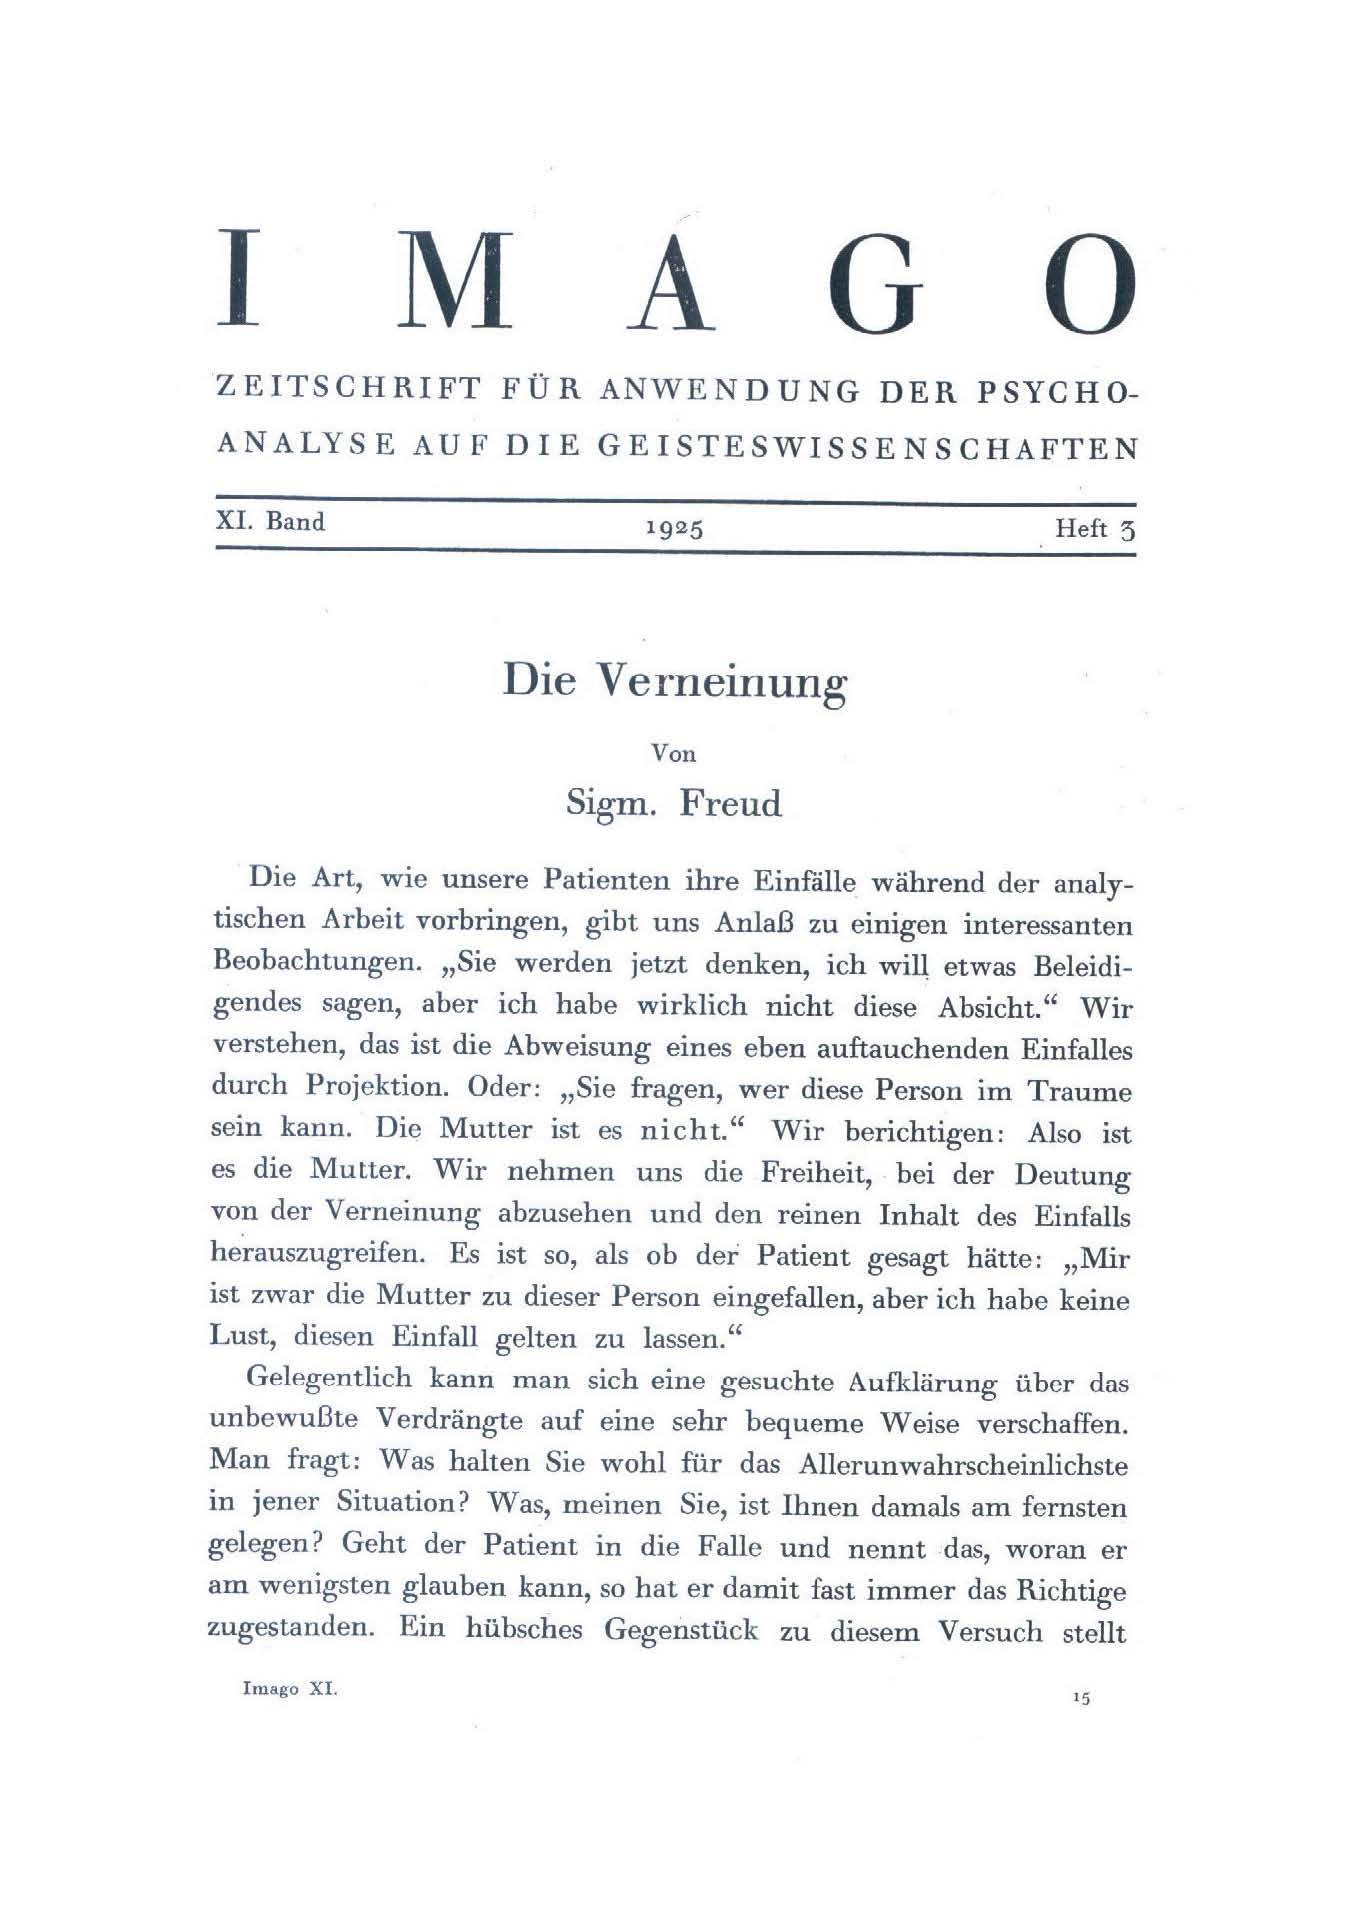 IMAGO
ZEITSCHRIFT FÜR ANWENDUNG DER PSYCHO-
ANALYSE AUF DIE GEISTESWISSENSCHAFTEN
XI. Band 1925 Heft 3
Die Verneinung
Von
Sigm. Freud
Die Art, wie unsere Patienten ihre Einfälle während der analy-
tischen Arbeit vorbringen, gibt uns Anlaß zu einigen interessanten
Beobachtungen. „Sie werden jetzt denken, ich will etwas Beleidi-
gendes sagen, aber ich habe wirklich nicht diese Absicht.“ Wir
verstehen, das ist die Abweisung eines eben auftauchenden Einfalles
durch Projektion. Oder: „Sie fragen, wer diese Person im Traume
sein kann. Die Mutter ist es nicht.“ Wir berichtigen: Also ist
es die Mutter. Wir nehmen uns die Freiheit, bei der Deutung
von der Verneinung abzusehen und den reinen Inhalt des Einfalls
herauszugreifen. Es ist so, als ob der Patient gesagt hätte: „Mir
ist zwar die Mutter zu dieser Person eingefallen, aber ich habe keine
Lust, diesen Einfall gelten zu lassen.“
Gelegentlich kann man sich eine gesuchte Aufklärung über das
unbewußte Verdrängte auf eine sehr bequeme Weise verschaffen.
Man fragt: Was halten Sie wohl für das Allerunwahrscheinlichste
in jener Situation? Was, meinen Sie, ist Ihnen damals am fernsten
gelegen? Geht der Patient in die Falle und nennt das, woran er
am wenigsten glauben kann, so hat er damit fast immer das Richtige
zugestanden. Ein hübsches Gegenstück zu diesem Versuch stellt
Imago XI. 15